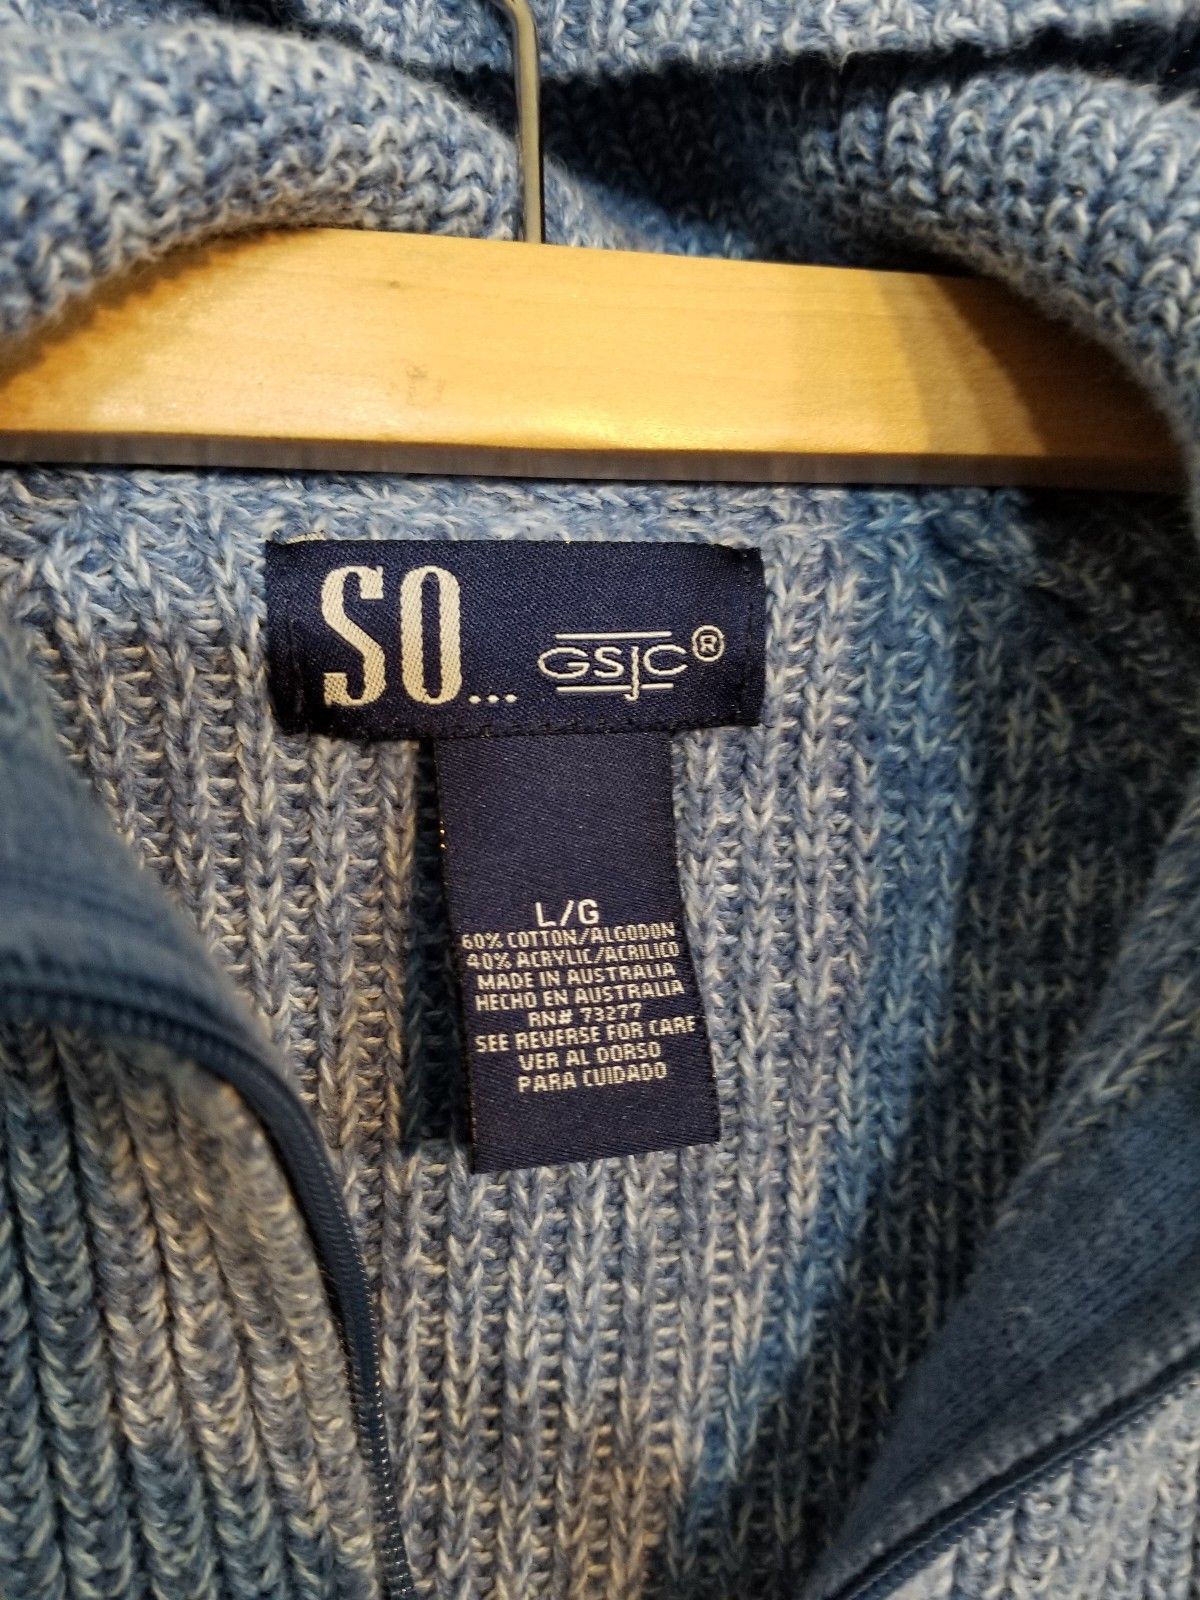 SO... GSJC®
L/G
60% COTTON/ALGODON
40% ACRYLIC/ACRILICO
MADE IN AUSTRALIA
HECHO EN AUSTRALIA
RN# 73277
SEE REVERSE FOR CARE
VER AL DORSO
PARA CUIDADO